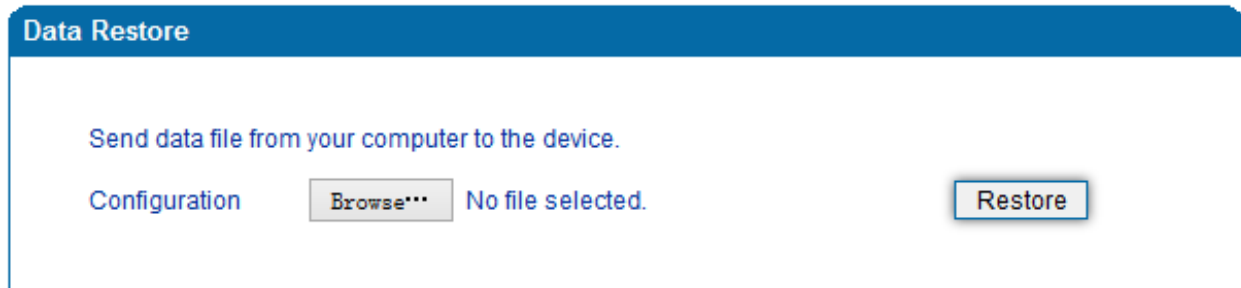 Data Restore
Send data file from your computer to the device.
Configuration Browse··· No file selected. Restore